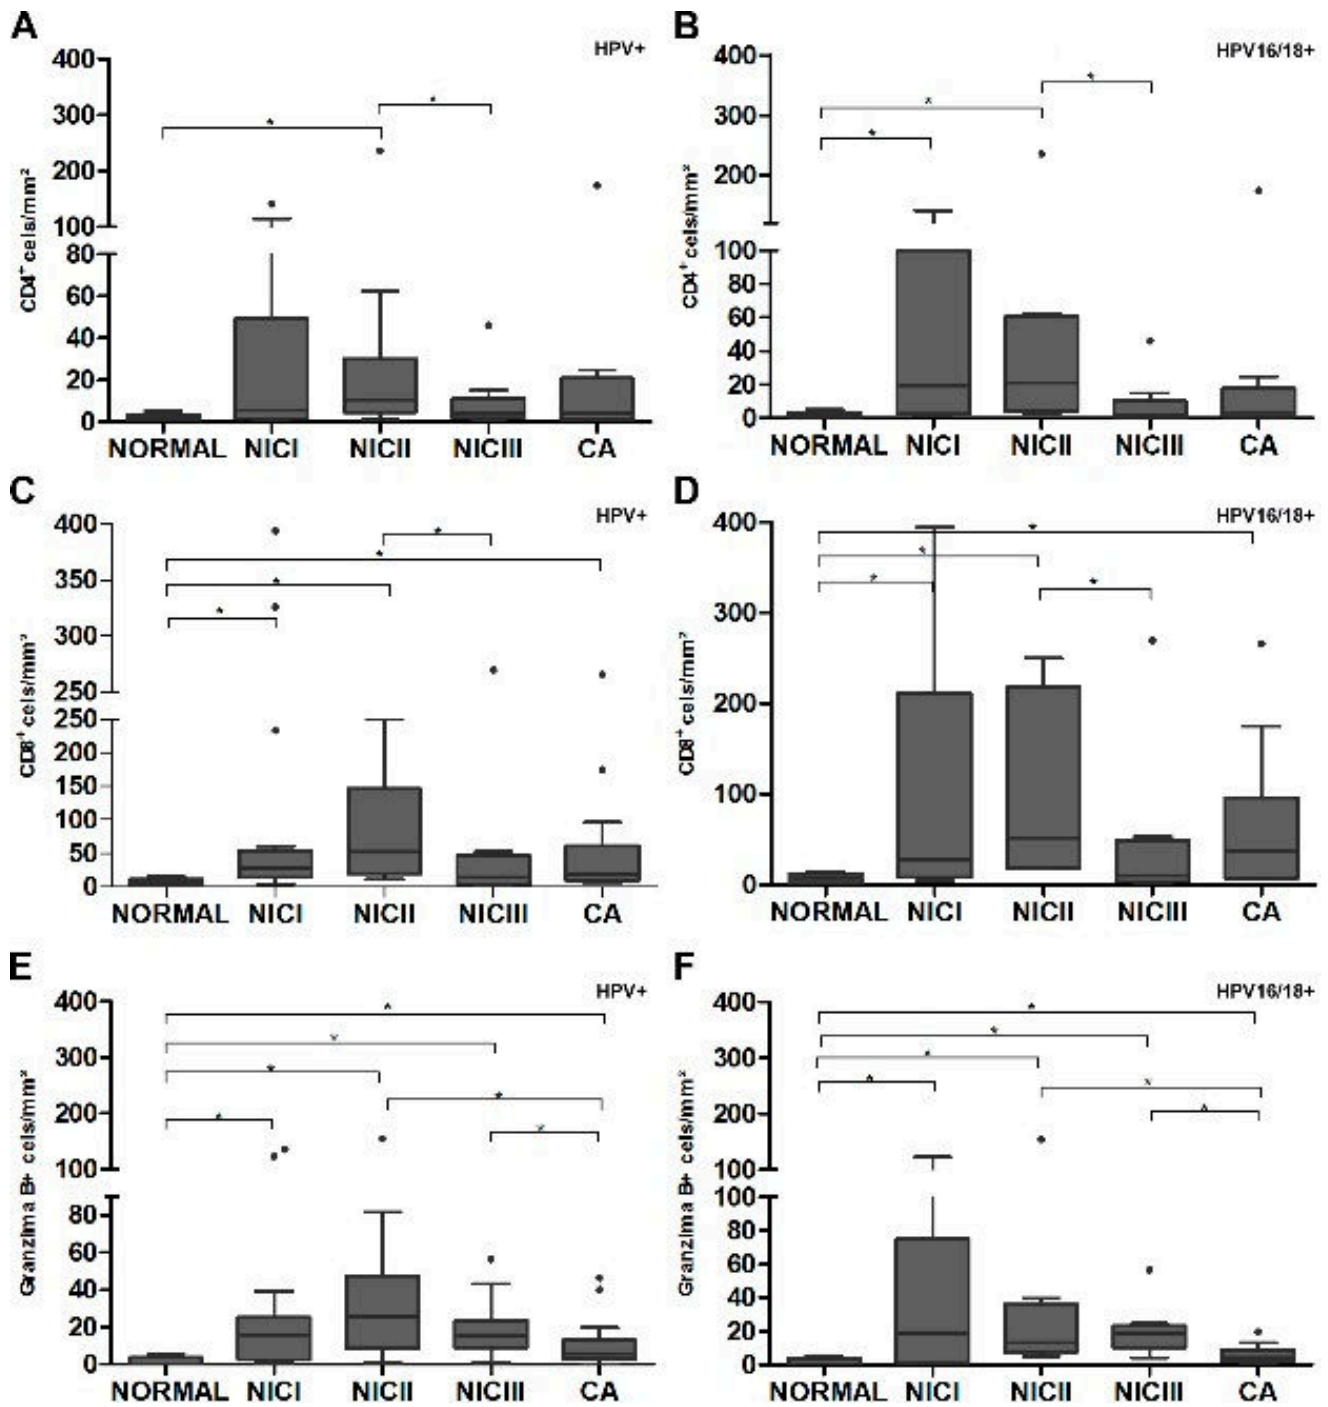 A
HPV+
CD4⁺ cels/mm²
400
300
200
100
80
60
40
20
0
NORMAL NICI NICII NICIII CA
B
HPV16/18+
CD4⁺ cels/mm²
400
300
200
100
80
60
40
20
0
NORMAL NICI NICII NICIII CA
C
HPV+
CD8⁺ cels/mm²
400
350
300
250
250
200
150
100
50
0
NORMAL NICI NICII NICIII CA
D
HPV16/18+
CD8⁺ cels/mm²
400
300
200
100
0
NORMAL NICI NICII NICIII CA
E
HPV+
Granzima B+ cels/mm²
400
300
200
100
80
60
40
20
0
NORMAL NICI NICII NICIII CA
F
HPV16/18+
Granzima B+ cels/mm²
400
300
200
100
100
80
60
40
20
0
NORMAL NICI NICII NICIII CA